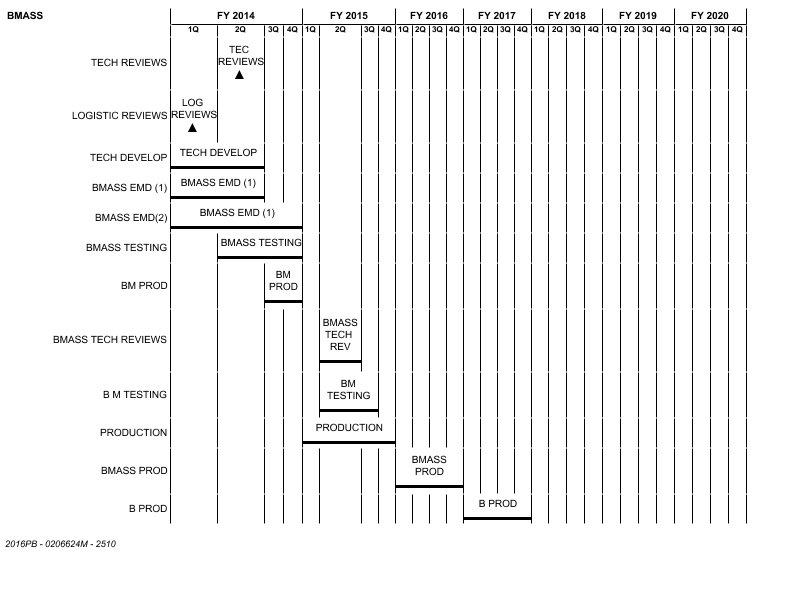 BMASS FY 2014 FY 2015 FY 2016 FY 2017 FY 2018 FY 2019 FY 2020
1Q 2Q 3Q 4Q 1Q 2Q 3Q 4Q 1Q 2Q 3Q 4Q 1Q 2Q 3Q 4Q 1Q 2Q 3Q 4Q 1Q 2Q 3Q 4Q 1Q 2Q 3Q 4Q
TEC
REVIEWS
TECH REVIEWS
LOG
REVIEWS
LOGISTIC REVIEWS
TECH DEVELOP TECH DEVELOP
BMASS EMD (1) BMASS EMD (1)
BMASS EMD(2) BMASS EMD (1)
BMASS TESTING BMASS TESTING
BM
PROD
BM PROD
BMASS
TECH
REV
BMASS TECH REVIEWS
BM
TESTING
B M TESTING
PRODUCTION PRODUCTION
BMASS
PROD
BMASS PROD
B PROD B PROD
2016PB - 0206624M - 2510